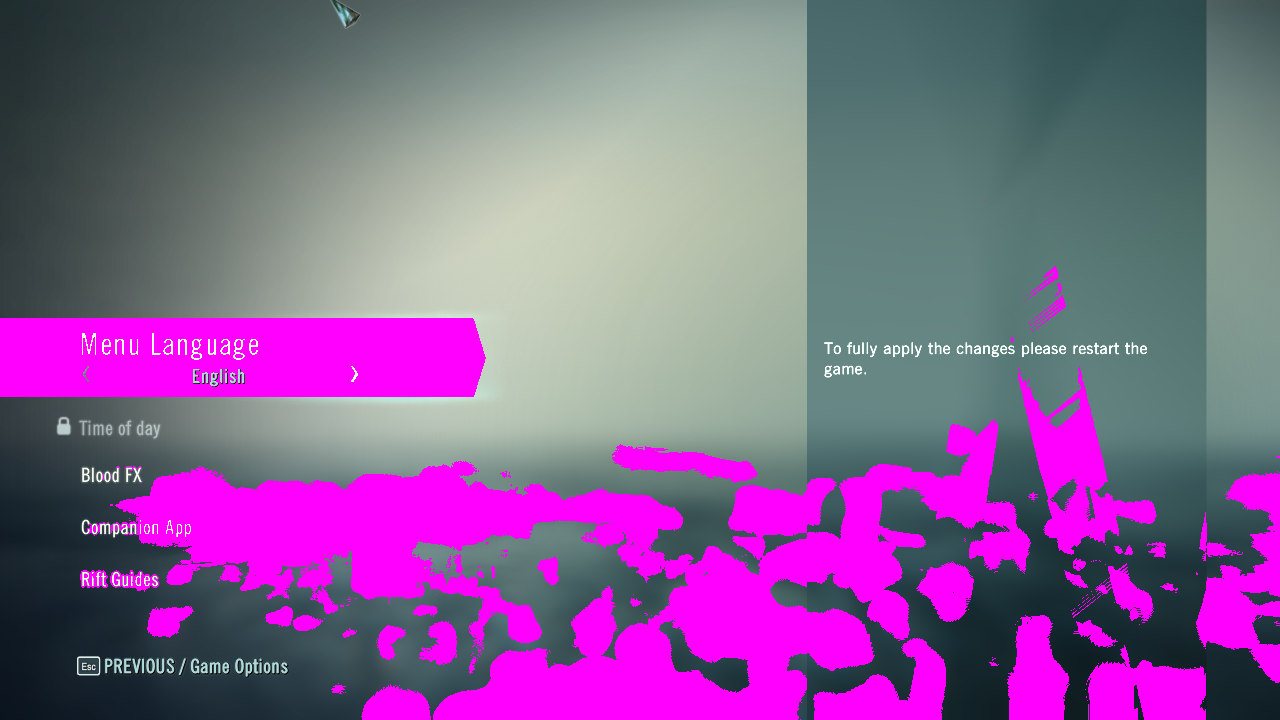 Menu Language
English
To fully apply the changes please restart the
game.
Time of day
Blood FX
Companion App
Rift Guides
Esc PREVIOUS / Game Options